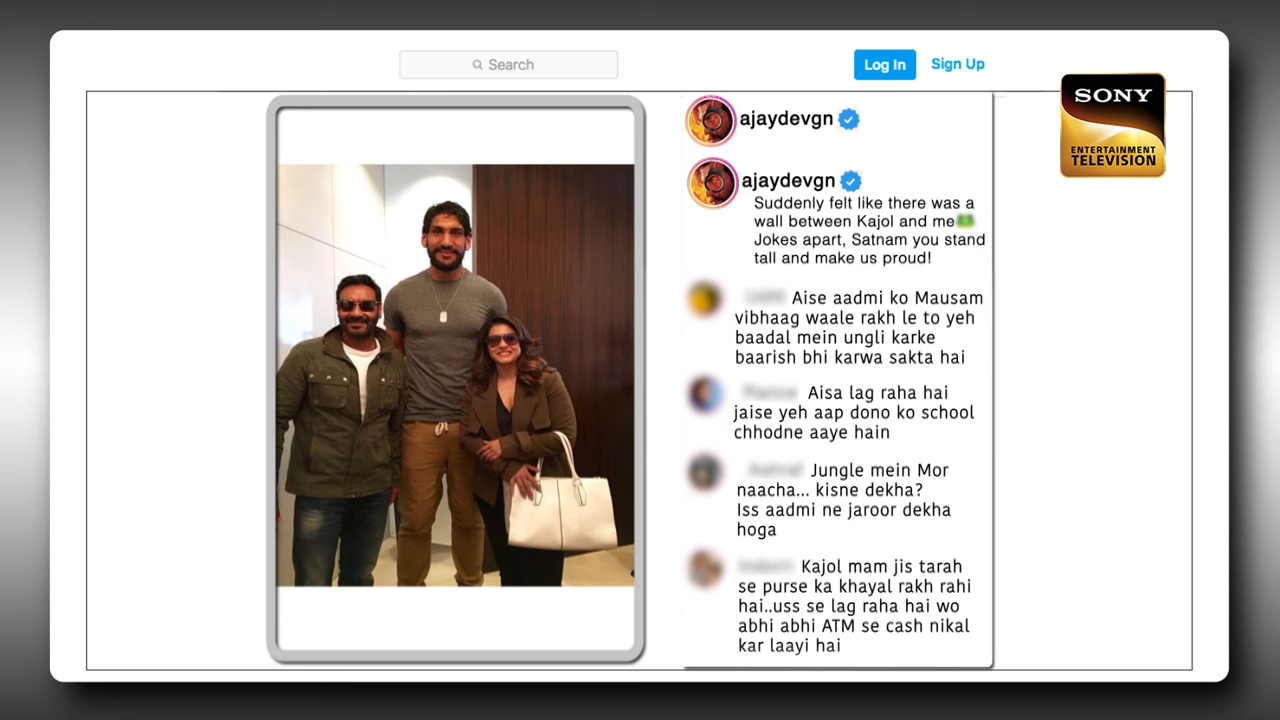 Search
Log In
Sign Up
SONY
ENTERTAINMENT
TELEVISION
ajaydevgn
ajaydevgn
Suddenly felt like there was a
wall between Kajol and me
Jokes apart, Satnam you stand
tall and make us proud!
Aise aadmi ko Mausam
vibhaag waale rakh le to yeh
baadal mein ungli karke
baarish bhi karwa sakta hai
Aisa lag raha hai
jaise yeh aap dono ko school
chhodne aaye hain
Jungle mein Mor
naacha... kisne dekha?
Iss aadmi ne jaroor dekha
hoga
Kajol mam jis tarah
se purse ka khayal rakh rahi
hai..uss se lag raha hai wo
abhi abhi ATM se cash nikal
kar laayi hai